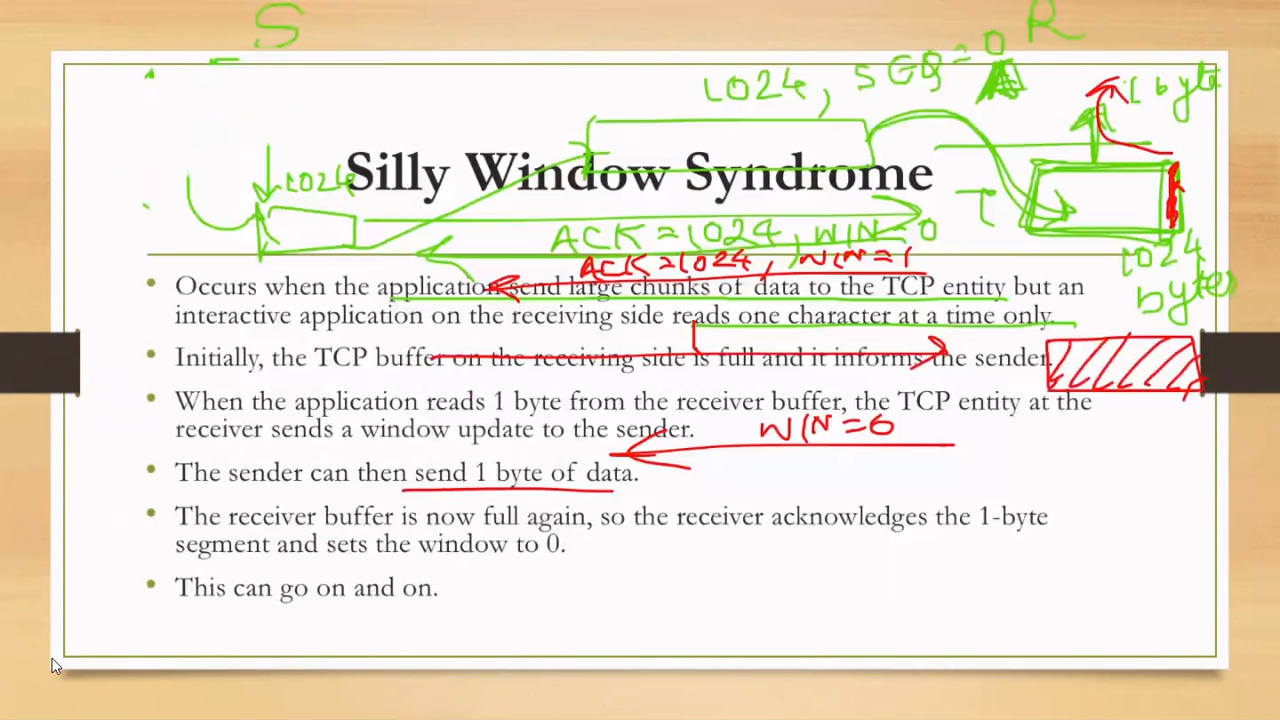 S
R
1024, SEQ=0
1 byte
Silly Window Syndrome
1024
T
ACK=1024, WIN=0
1024
bytes
ACK=1024, WIN=1
• Occurs when the application send large chunks of data to the TCP entity but an
interactive application on the receiving side reads one character at a time only.
• Initially, the TCP buffer on the receiving side is full and it informs the sender.
• When the application reads 1 byte from the receiver buffer, the TCP entity at the
receiver sends a window update to the sender.
WIN=0
• The sender can then send 1 byte of data.
• The receiver buffer is now full again, so the receiver acknowledges the 1-byte
segment and sets the window to 0.
• This can go on and on.